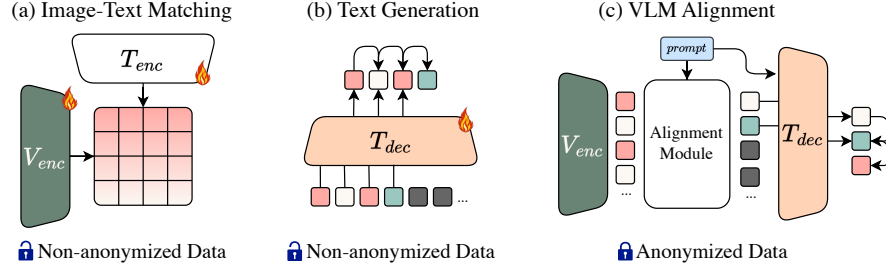 (a) Image-Text Matching
(b) Text Generation
(c) VLM Alignment
T_enc
V_enc
T_dec
...
prompt
V_enc
Alignment
Module
T_dec
...
...
Non-anonymized Data
Non-anonymized Data
Anonymized Data